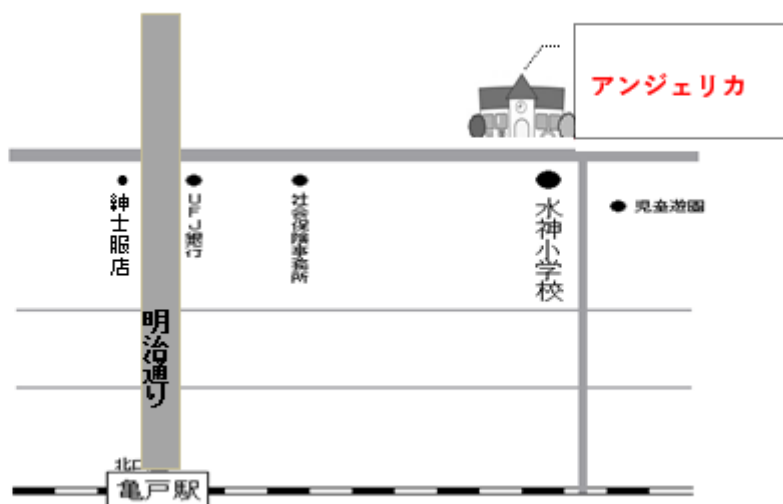 アンジェリカ
紳士服店
UFJ銀行
社会保険事務所
水神小学校
児童遊園
明治通り
北口
亀戸駅